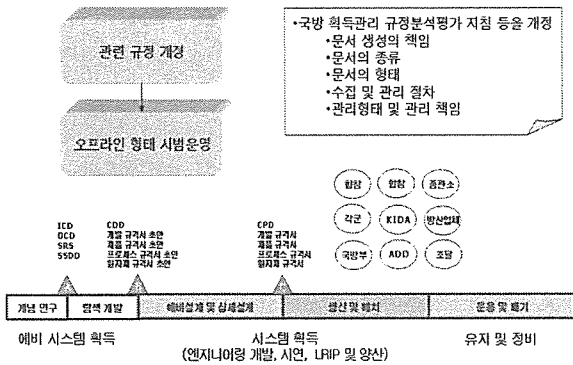 관련 규정 개정
오프라인 형태 시범운영
•국방 획득관리 규정분석평가 지침 등을 개정
•문서 생성의 책임
•문서의 종류
•문서의 형태
•수집 및 관리 절차
•관리형태 및 관리 책임
합참 합참 품관소
각군 KIDA 방산업체
국방부 ADD 조달
ICD
OCD
SRS
SSDD
CDD
개발 규격서 초안
제품 규격서 초안
프로세스 규격서 초안
원자재 규격서 초안
CPD
개발 규격서
제품 규격서
프로세스 규격서
원자재 규격서
개념 연구 탐색 개발 예비설계 및 상세설계 생산 및 배치 운용 및 폐기
예비 시스템 획득 시스템 획득 유지 및 정비
(엔지니어링 개발, 시연, LRIP 및 양산)